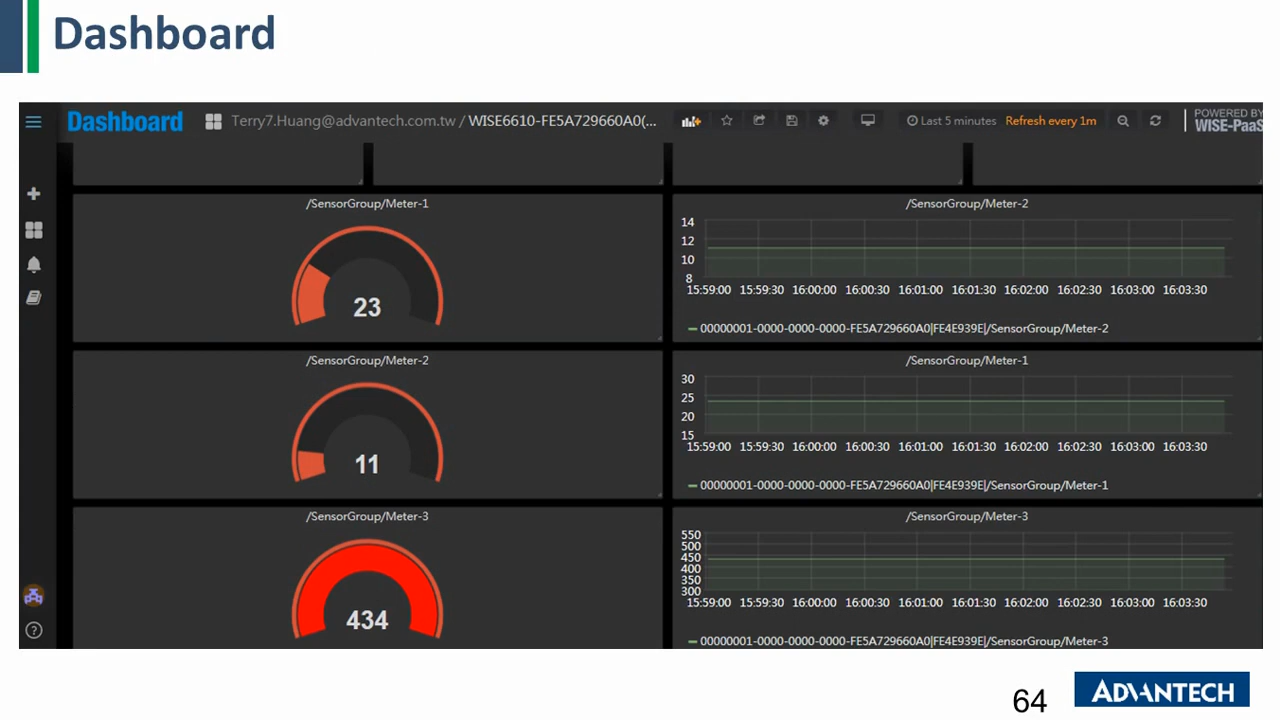 Dashboard
Dashboard Terry7.Huang@advantech.com.tw / WISE6610-FE5A729660A0(... Last 5 minutes Refresh every 1m POWERED BY WISE-PaaS
/SensorGroup/Meter-1
23
/SensorGroup/Meter-2
14
12
10
8
15:59:00 15:59:30 16:00:00 16:00:30 16:01:00 16:01:30 16:02:00 16:02:30 16:03:00 16:03:30
00000001-0000-0000-0000-FE5A729660A0|FE4E939E|/SensorGroup/Meter-2
/SensorGroup/Meter-2
11
/SensorGroup/Meter-1
30
25
20
15
15:59:00 15:59:30 16:00:00 16:00:30 16:01:00 16:01:30 16:02:00 16:02:30 16:03:00 16:03:30
00000001-0000-0000-0000-FE5A729660A0|FE4E939E|/SensorGroup/Meter-1
/SensorGroup/Meter-3
434
/SensorGroup/Meter-3
550
500
450
400
350
300
15:59:00 15:59:30 16:00:00 16:00:30 16:01:00 16:01:30 16:02:00 16:02:30 16:03:00 16:03:30
00000001-0000-0000-0000-FE5A729660A0|FE4E939E|/SensorGroup/Meter-3
64
ADVANTECH